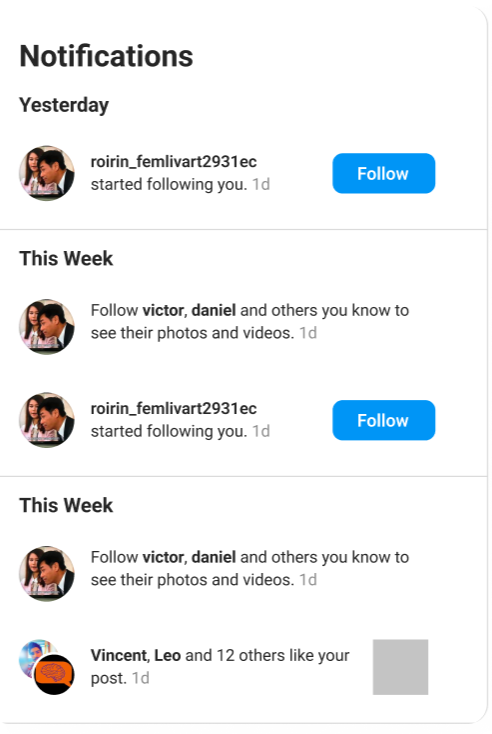 Notifications
Yesterday
roirin_femlivart2931ec
started following you. 1d
Follow
This Week
Follow victor, daniel and others you know to
see their photos and videos. 1d
roirin_femlivart2931ec
started following you. 1d
Follow
This Week
Follow victor, daniel and others you know to
see their photos and videos. 1d
Vincent, Leo and 12 others like your
post. 1d